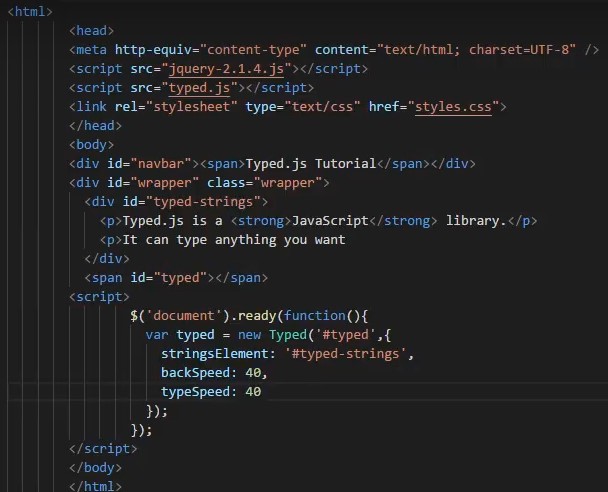 <html>
<head>
<meta http-equiv="content-type" content="text/html; charset=UTF-8" />
<script src="jquery-2.1.4.js"></script>
<script src="typed.js"></script>
<link rel="stylesheet" type="text/css" href="styles.css">
</head>
<body>
<div id="navbar"><span>Typed.js Tutorial</span></div>
<div id="wrapper" class="wrapper">
<div id="typed-strings">
<p>Typed.js is a <strong>JavaScript</strong> library.</p>
<p>It can type anything you want
</div>
<span id="typed"></span>
<script>
$('document').ready(function(){
var typed = new Typed('#typed',{
stringsElement: '#typed-strings',
backSpeed: 40,
typeSpeed: 40
});
});
</script>
</body>
</html>